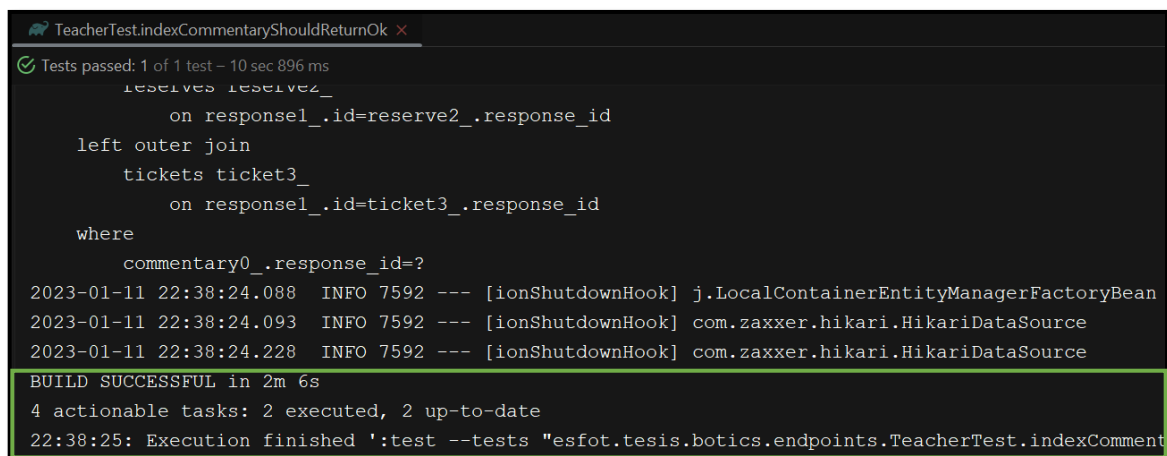 TeacherTest.indexCommentaryShouldReturnOk ×
Tests passed: 1 of 1 test – 10 sec 896 ms
reserves reserve2_
on response1_.id=reserve2_.response_id
left outer join
tickets ticket3_
on response1_.id=ticket3_.response_id
where
commentary0_.response_id=?
2023-01-11 22:38:24.088  INFO 7592 --- [ionShutdownHook] j.LocalContainerEntityManagerFactoryBean
2023-01-11 22:38:24.093  INFO 7592 --- [ionShutdownHook] com.zaxxer.hikari.HikariDataSource
2023-01-11 22:38:24.228  INFO 7592 --- [ionShutdownHook] com.zaxxer.hikari.HikariDataSource
BUILD SUCCESSFUL in 2m 6s
4 actionable tasks: 2 executed, 2 up-to-date
22:38:25: Execution finished ':test --tests "esfot.tesis.botics.endpoints.TeacherTest.indexComment